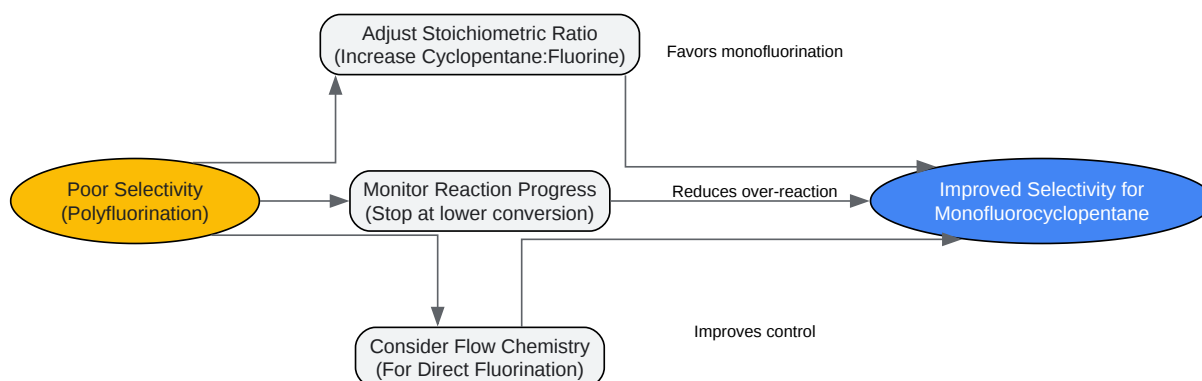 Adjust Stoichiometric Ratio
(Increase Cyclopentane:Fluorine)
Favors monofluorination
Poor Selectivity
(Polyfluorination)
Monitor Reaction Progress
(Stop at lower conversion)
Reduces over-reaction
Improved Selectivity for
Monofluorocyclopentane
Consider Flow Chemistry
(For Direct Fluorination)
Improves control